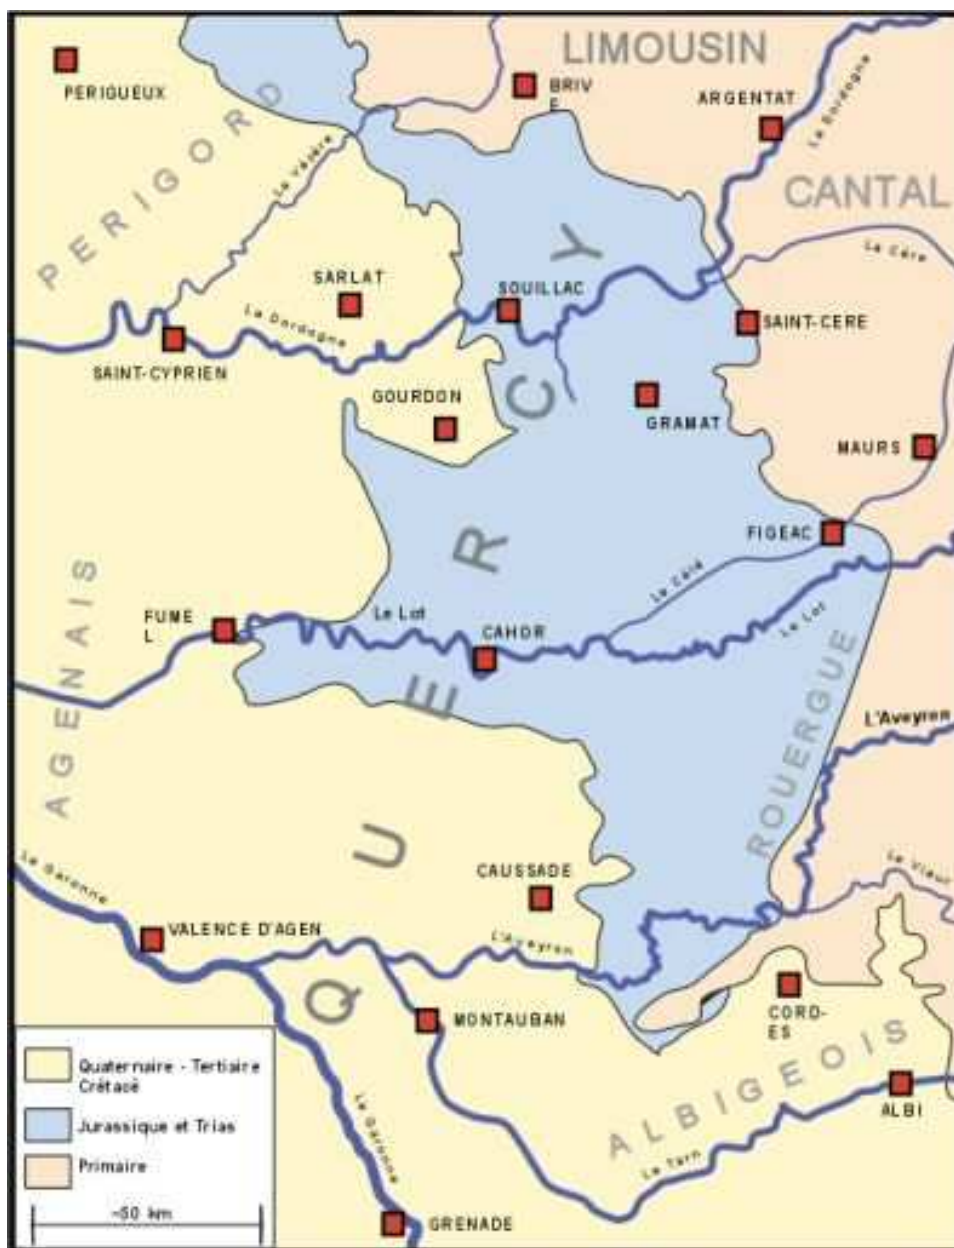 LIMOUSIN
PERIGUEUX
BRIV
E
ARGENTAT
La Dordogne
PERIGORD
La Vézère
CANTAL
La Cère
SARLAT
SOUILLAC
SAINT-CERE
La Dordogne
SAINT-CYPRIEN
GOURDON
GRAMAT
MAURS
QUERCY
FIGEAC
Le Célé
AGENAIS
FUME
L
Le Lot
CAHOR
Le Lot
ROUERGUE
L'Aveyron
La Garonne
CAUSSADE
Le Viaur
VALENCE D'AGEN
L'Aveyron
MONTAUBAN
CORD-
ES
ALBIGEOIS
ALBI
Le Tarn
La Garonne
GRENADE
Quaternaire - Tertiaire
Crétacé
Jurassique et Trias
Primaire
~50 km